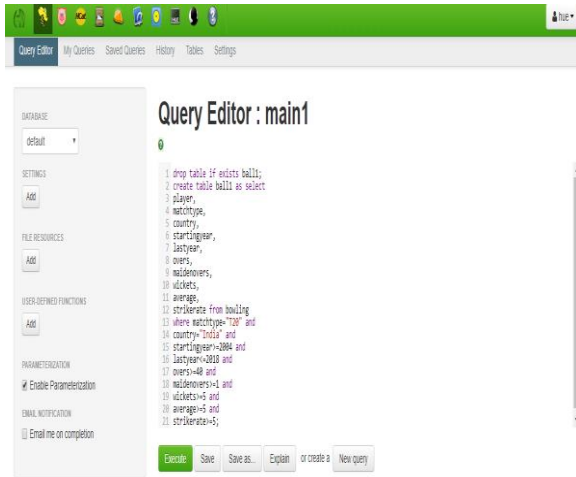 hue
Query Editor My Queries Saved Queries History Tables Settings
DATABASE
default
SETTINGS
Add
FILE RESOURCES
Add
USER-DEFINED FUNCTIONS
Add
PARAMETERIZATION
Enable Parameterization
EMAIL NOTIFICATION
Email me on completion
Query Editor : main1
1 drop table if exists ball1;
2 create table ball1 as select
3 player,
4 matchtype,
5 country,
6 startingyear,
7 lastyear,
8 overs,
9 maidenovers,
10 wickets,
11 average,
12 strikerate from bowling
13 where matchtype="T20" and
14 country="India" and
15 startingyear>=2004 and
16 lastyear<=2018 and
17 overs>=40 and
18 maidenovers>=1 and
19 wickets>=5 and
20 average>=5 and
21 strikerate>=5;
Execute Save Save as... Explain or create a New query